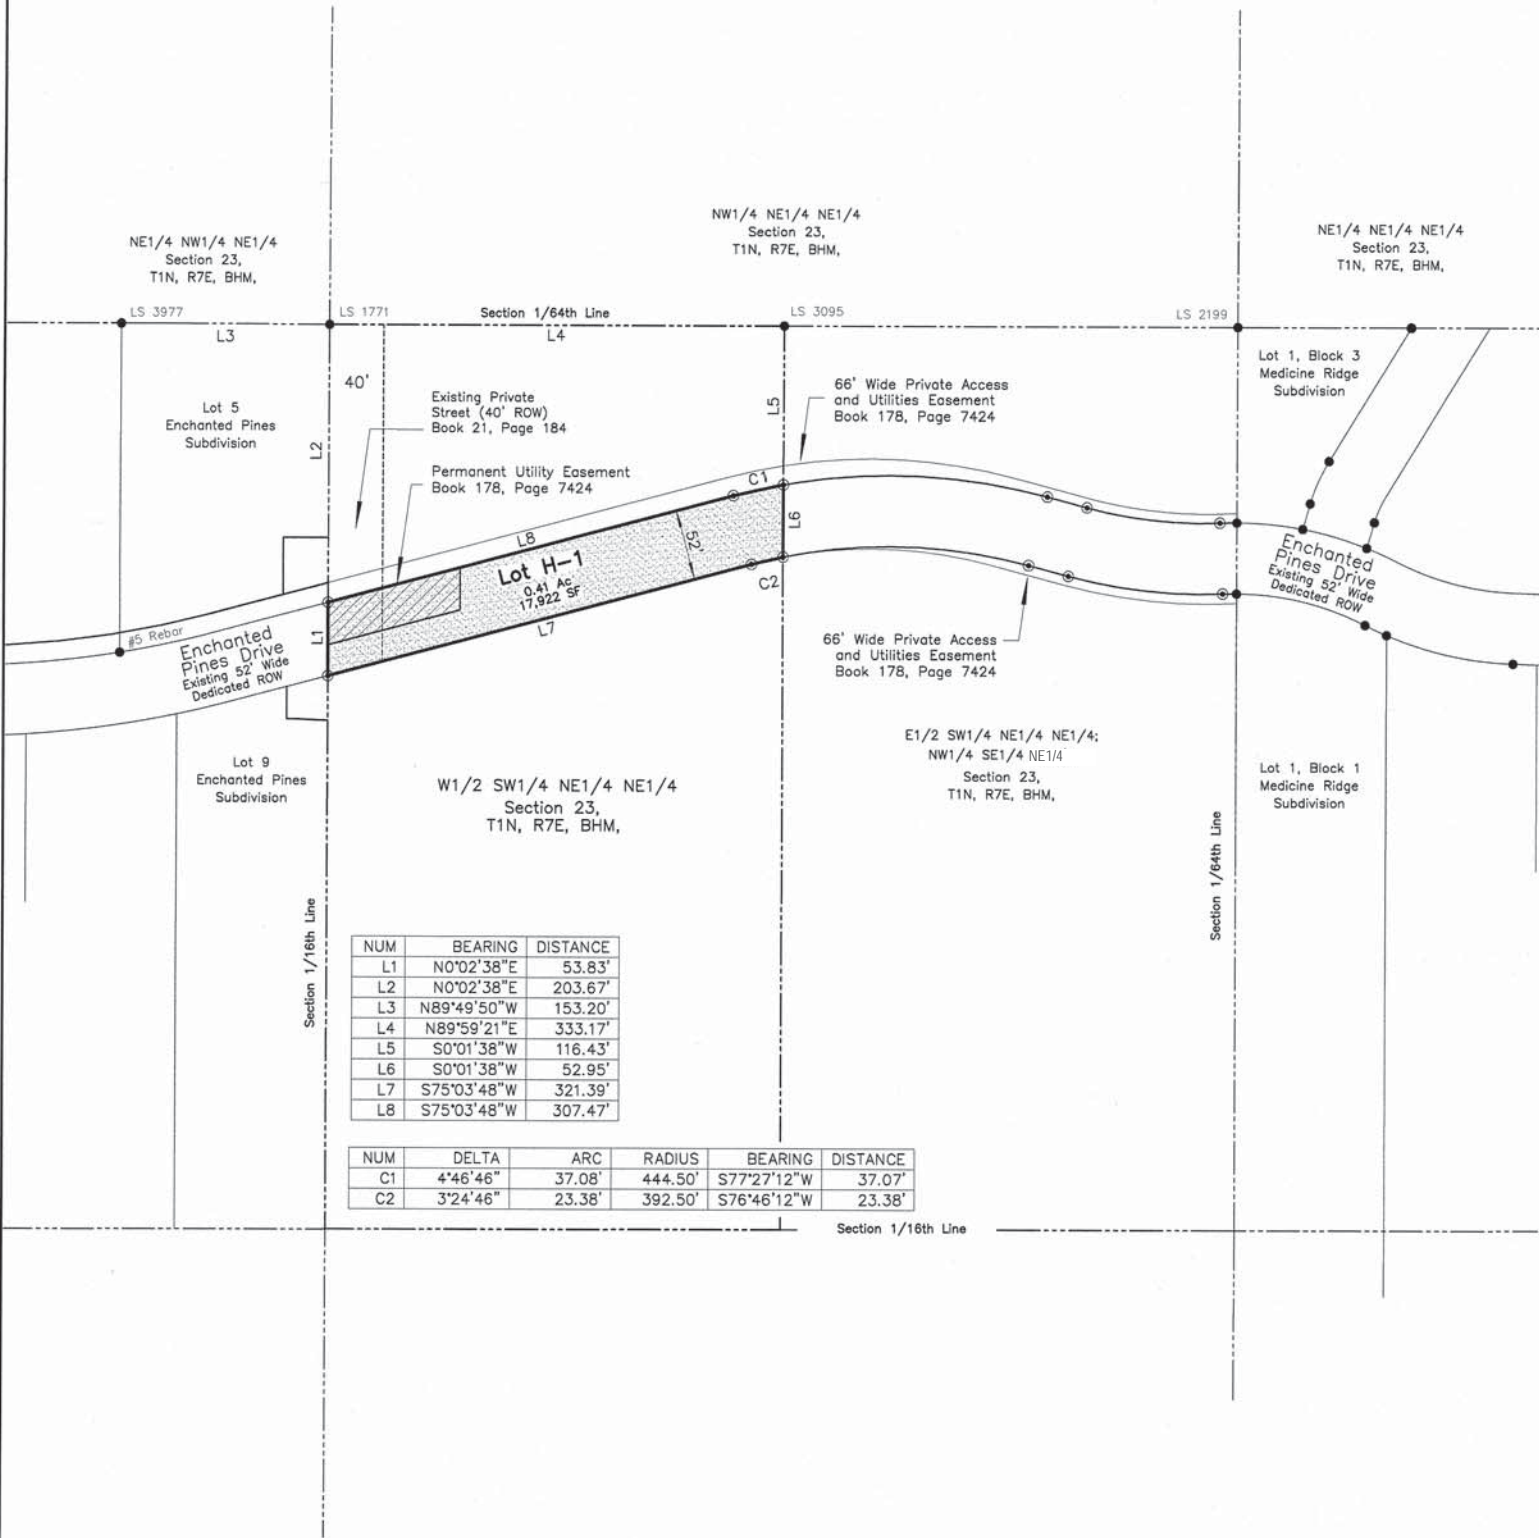 NW1/4 NE1/4 NE1/4
Section 23,
T1N, R7E, BHM,
NE1/4 NW1/4 NE1/4
Section 23,
T1N, R7E, BHM,
NE1/4 NE1/4 NE1/4
Section 23,
T1N, R7E, BHM,
LS 3977
LS 1771
Section 1/64th Line
LS 3095
LS 2199
L3
L4
40'
Lot 5
Enchanted Pines
Subdivision
L2
Existing Private
Street (40' ROW)
Book 21, Page 184
Permanent Utility Easement
Book 178, Page 7424
L5
66' Wide Private Access
and Utilities Easement
Book 178, Page 7424
Lot 1, Block 3
Medicine Ridge
Subdivision
C1
L6
L8
52'
Lot H-1
0.41 Ac
17,922 SF
C2
L7
L1
#5 Rebar
Enchanted
Pines Drive
Existing 52' Wide
Dedicated ROW
Enchanted
Pines Drive
Existing 52' Wide
Dedicated ROW
66' Wide Private Access
and Utilities Easement
Book 178, Page 7424
Lot 9
Enchanted Pines
Subdivision
W1/2 SW1/4 NE1/4 NE1/4
Section 23,
T1N, R7E, BHM,
E1/2 SW1/4 NE1/4 NE1/4;
NW1/4 SE1/4 NE1/4
Section 23,
T1N, R7E, BHM,
Lot 1, Block 1
Medicine Ridge
Subdivision
Section 1/16th Line
Section 1/64th Line
NUM BEARING DISTANCE
L1 N0°02'38"E 53.83'
L2 N0°02'38"E 203.67'
L3 N89°49'50"W 153.20'
L4 N89°59'21"E 333.17'
L5 S0°01'38"W 116.43'
L6 S0°01'38"W 52.95'
L7 S75°03'48"W 321.39'
L8 S75°03'48"W 307.47'
NUM DELTA ARC RADIUS BEARING DISTANCE
C1 4°46'46" 37.08' 444.50' S77°27'12"W 37.07'
C2 3°24'46" 23.38' 392.50' S76°46'12"W 23.38'
Section 1/16th Line